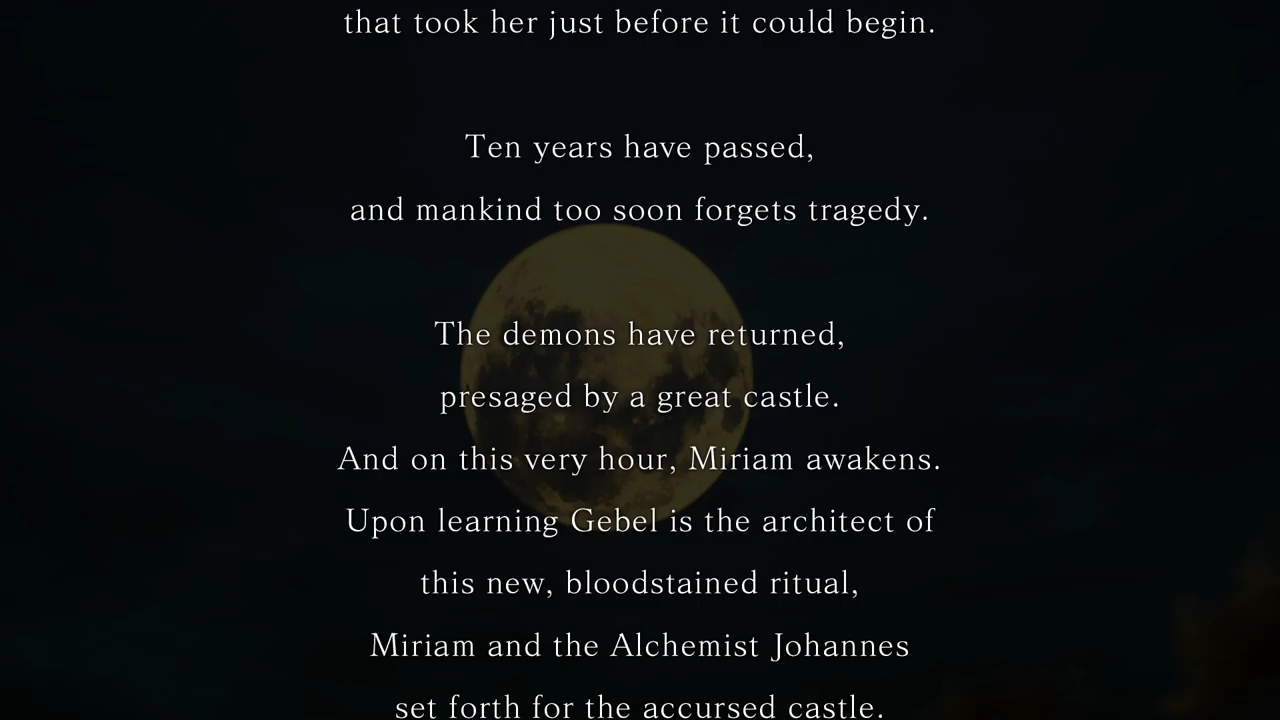 that took her just before it could begin.
Ten years have passed,
and mankind too soon forgets tragedy.
The demons have returned,
presaged by a great castle.
And on this very hour, Miriam awakens.
Upon learning Gebel is the architect of
this new, bloodstained ritual,
Miriam and the Alchemist Johannes
set forth for the accursed castle.